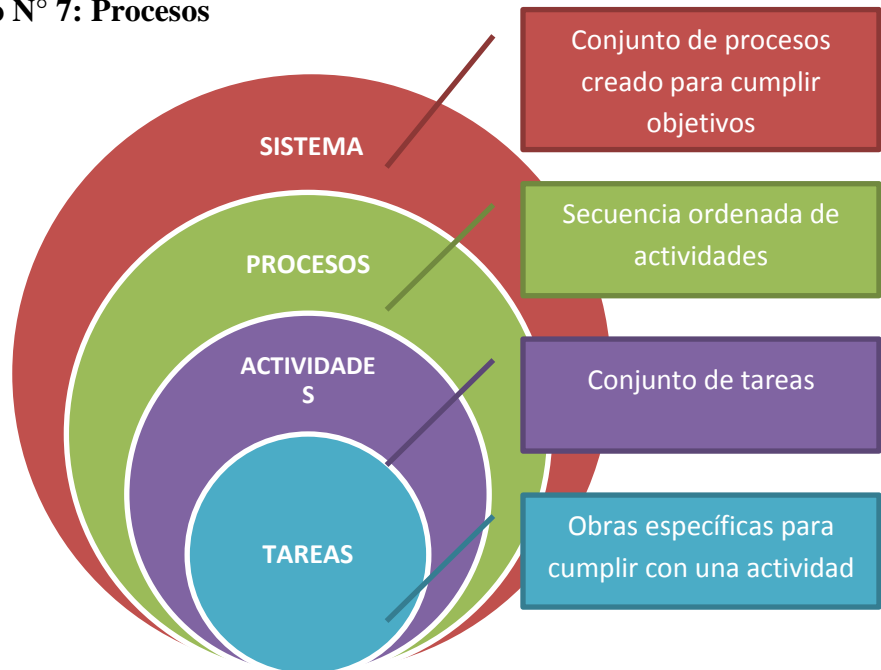 N° 7: Procesos
Conjunto de procesos
creado para cumplir
objetivos
SISTEMA
Secuencia ordenada de
actividades
PROCESOS
ACTIVIDADE
S
Conjunto de tareas
TAREAS
Obras específicas para
cumplir con una actividad